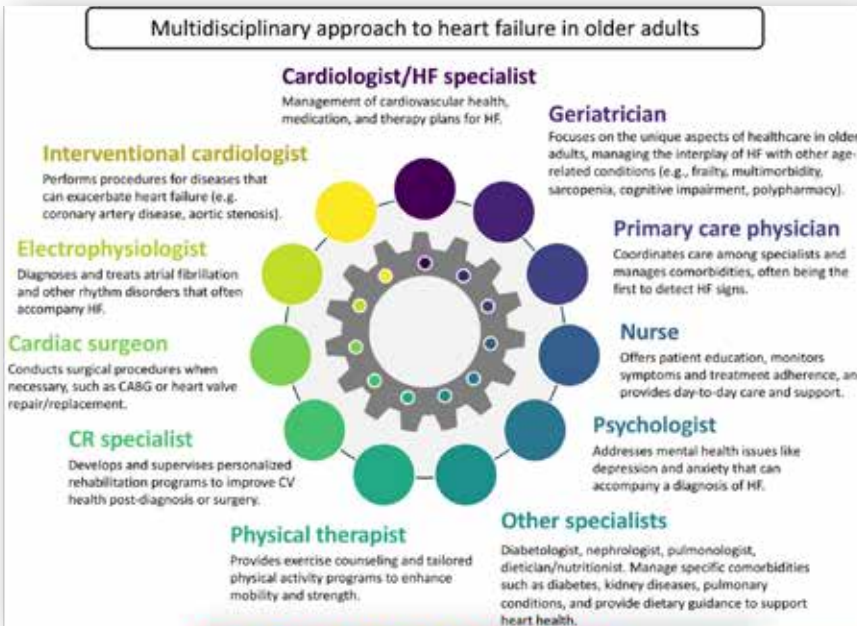 Multidisciplinary approach to heart failure in older adults
Cardiologist/HF specialist
Management of cardiovascular health,
medication, and therapy plans for HF.
Geriatrician
Focuses on the unique aspects of healthcare in older
adults, managing the interplay of HF with other age-
related conditions (e.g., frailty, multimorbidity,
sarcopenia, cognitive impairment, polypharmacy).
Primary care physician
Coordinates care among specialists and
manages comorbidities, often being the
first to detect HF signs.
Nurse
Offers patient education, monitors
symptoms and treatment adherence, an
provides day-to-day care and support.
Psychologist
Addresses mental health issues like
depression and anxiety that can
accompany a diagnosis of HF.
Other specialists
Diabetologist, nephrologist, pulmonologist,
dietician/nutritionist. Manage specific comorbidities
such as diabetes, kidney diseases, pulmonary
conditions, and provide dietary guidance to support
heart health.
Physical therapist
Provides exercise counseling and tailored
physical activity programs to enhance
mobility and strength.
CR specialist
Develops and supervises personalized
rehabilitation programs to improve CV
health post-diagnosis or surgery.
Cardiac surgeon
Conducts surgical procedures when
necessary, such as CABG or heart valve
repair/replacement.
Electrophysiologist
Diagnoses and treats atrial fibrillation
and other rhythm disorders that often
accompany HF.
Interventional cardiologist
Performs procedures for diseases that
can exacerbate heart failure (e.g.
coronary artery disease, aortic stenosis).